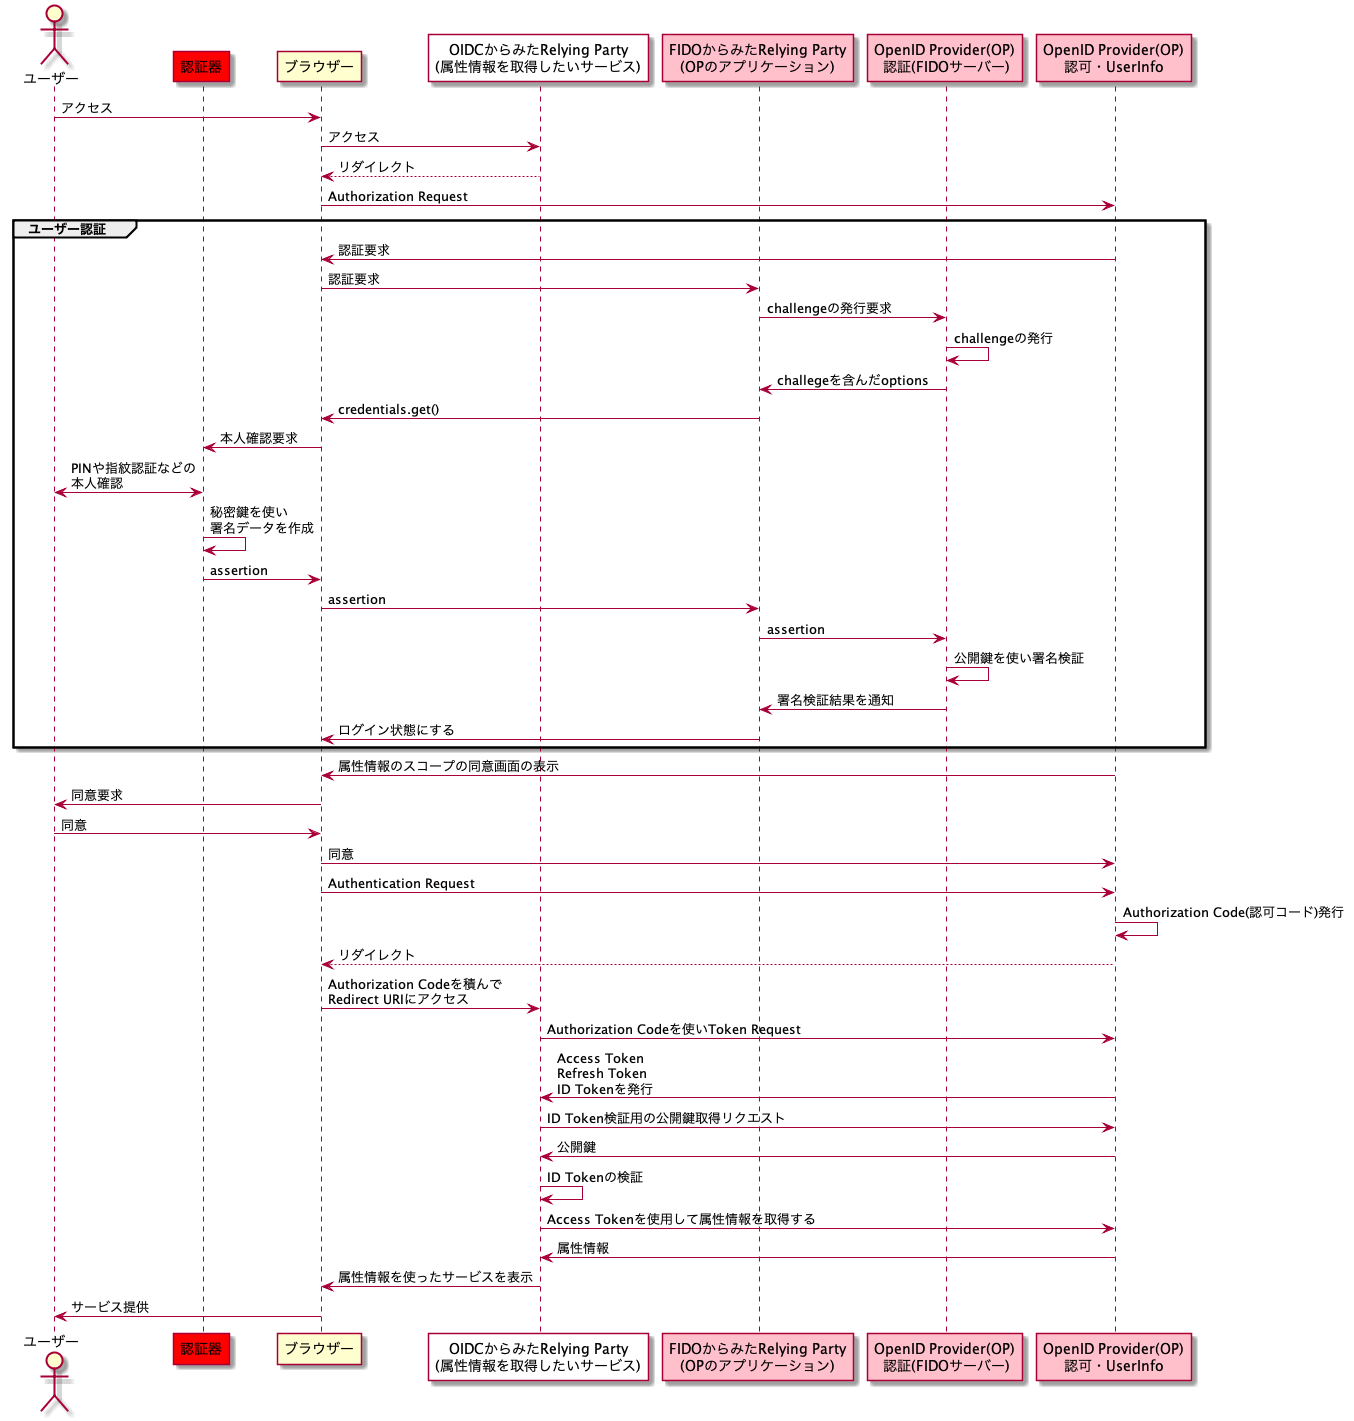 ユーザー
認証器
ブラウザー
OIDCからみたRelying Party
(属性情報を取得したいサービス)
FIDOからみたRelying Party
(OPのアプリケーション)
OpenID Provider(OP)
認証(FIDOサーバー)
OpenID Provider(OP)
認可・UserInfo
アクセス
アクセス
リダイレクト
Authorization Request
ユーザー認証
認証要求
認証要求
challengeの発行要求
challengeの発行
challegeを含んだoptions
credentials.get()
本人確認要求
PINや指紋認証などの
本人確認
秘密鍵を使い
署名データを作成
assertion
assertion
assertion
公開鍵を使い署名検証
署名検証結果を通知
ログイン状態にする
属性情報のスコープの同意画面の表示
同意要求
同意
同意
Authentication Request
Authorization Code(認可コード)発行
リダイレクト
Authorization Codeを積んで
Redirect URIにアクセス
Authorization Codeを使いToken Request
Access Token
Refresh Token
ID Tokenを発行
ID Token検証用の公開鍵取得リクエスト
公開鍵
ID Tokenの検証
Access Tokenを使用して属性情報を取得する
属性情報
属性情報を使ったサービスを表示
サービス提供
ユーザー
認証器
ブラウザー
OIDCからみたRelying Party
(属性情報を取得したいサービス)
FIDOからみたRelying Party
(OPのアプリケーション)
OpenID Provider(OP)
認証(FIDOサーバー)
OpenID Provider(OP)
認可・UserInfo